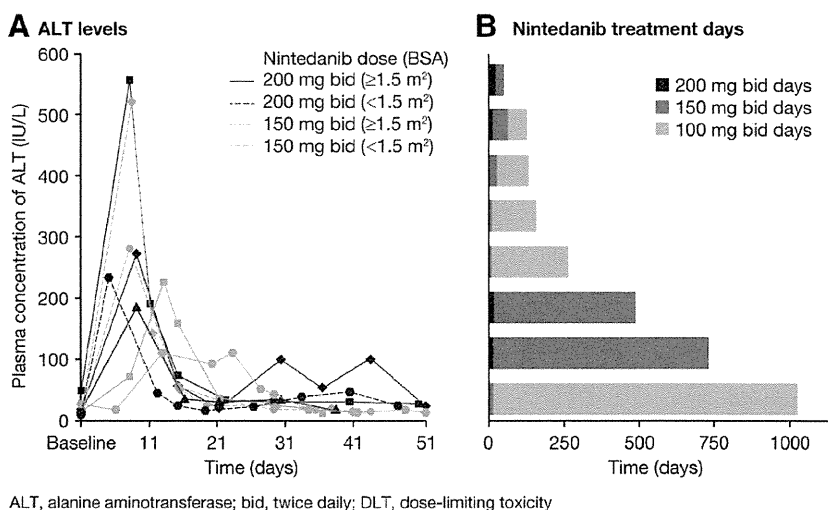 A ALT levels
B Nintedanib treatment days
Plasma concentration of ALT (IU/L)
600
500
400
300
200
100
0
Nintedanib dose (BSA)
200 mg bid (≥1.5 m²)
200 mg bid (<1.5 m²)
150 mg bid (≥1.5 m²)
150 mg bid (<1.5 m²)
Baseline 11 21 31 41 51
Time (days)
200 mg bid days
150 mg bid days
100 mg bid days
0 250 500 750 1000
Time (days)
ALT, alanine aminotransferase; bid, twice daily; DLT, dose-limiting toxicity